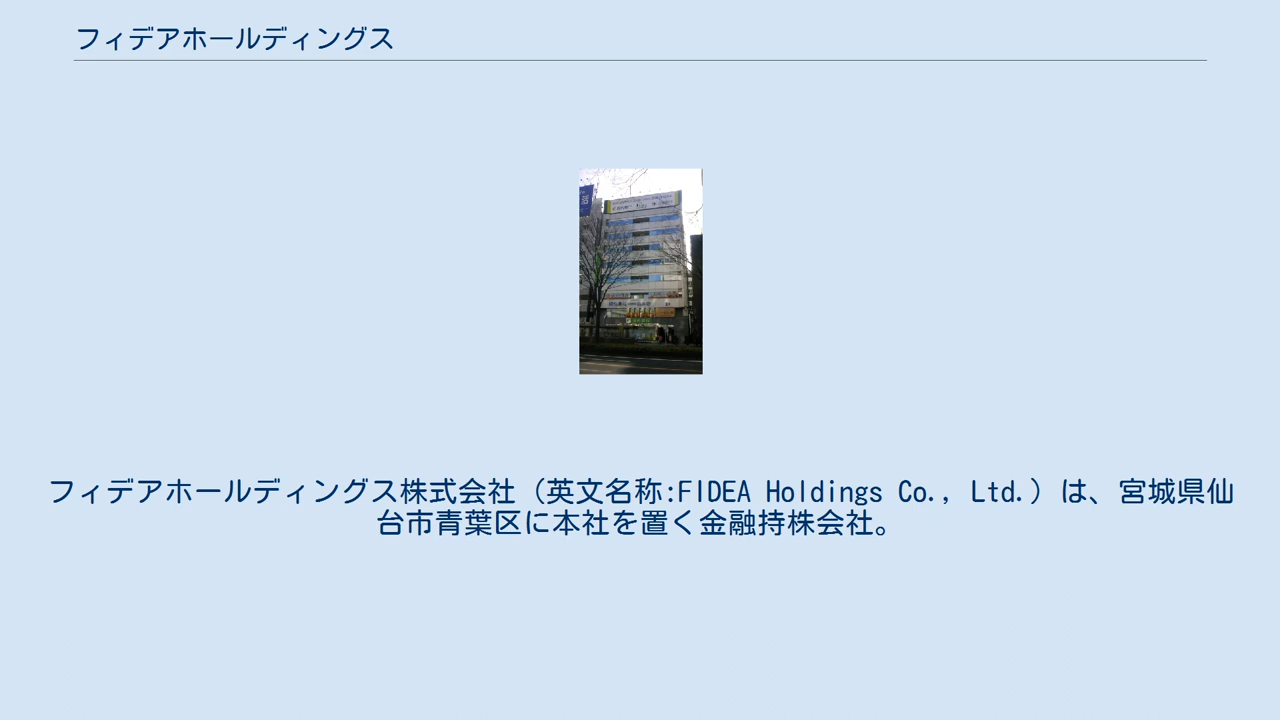 フィデアホールディングス
フィデアホールディングス株式会社（英文名称:FIDEA Holdings Co., Ltd.）は、宮城県仙
台市青葉区に本社を置く金融持株会社。